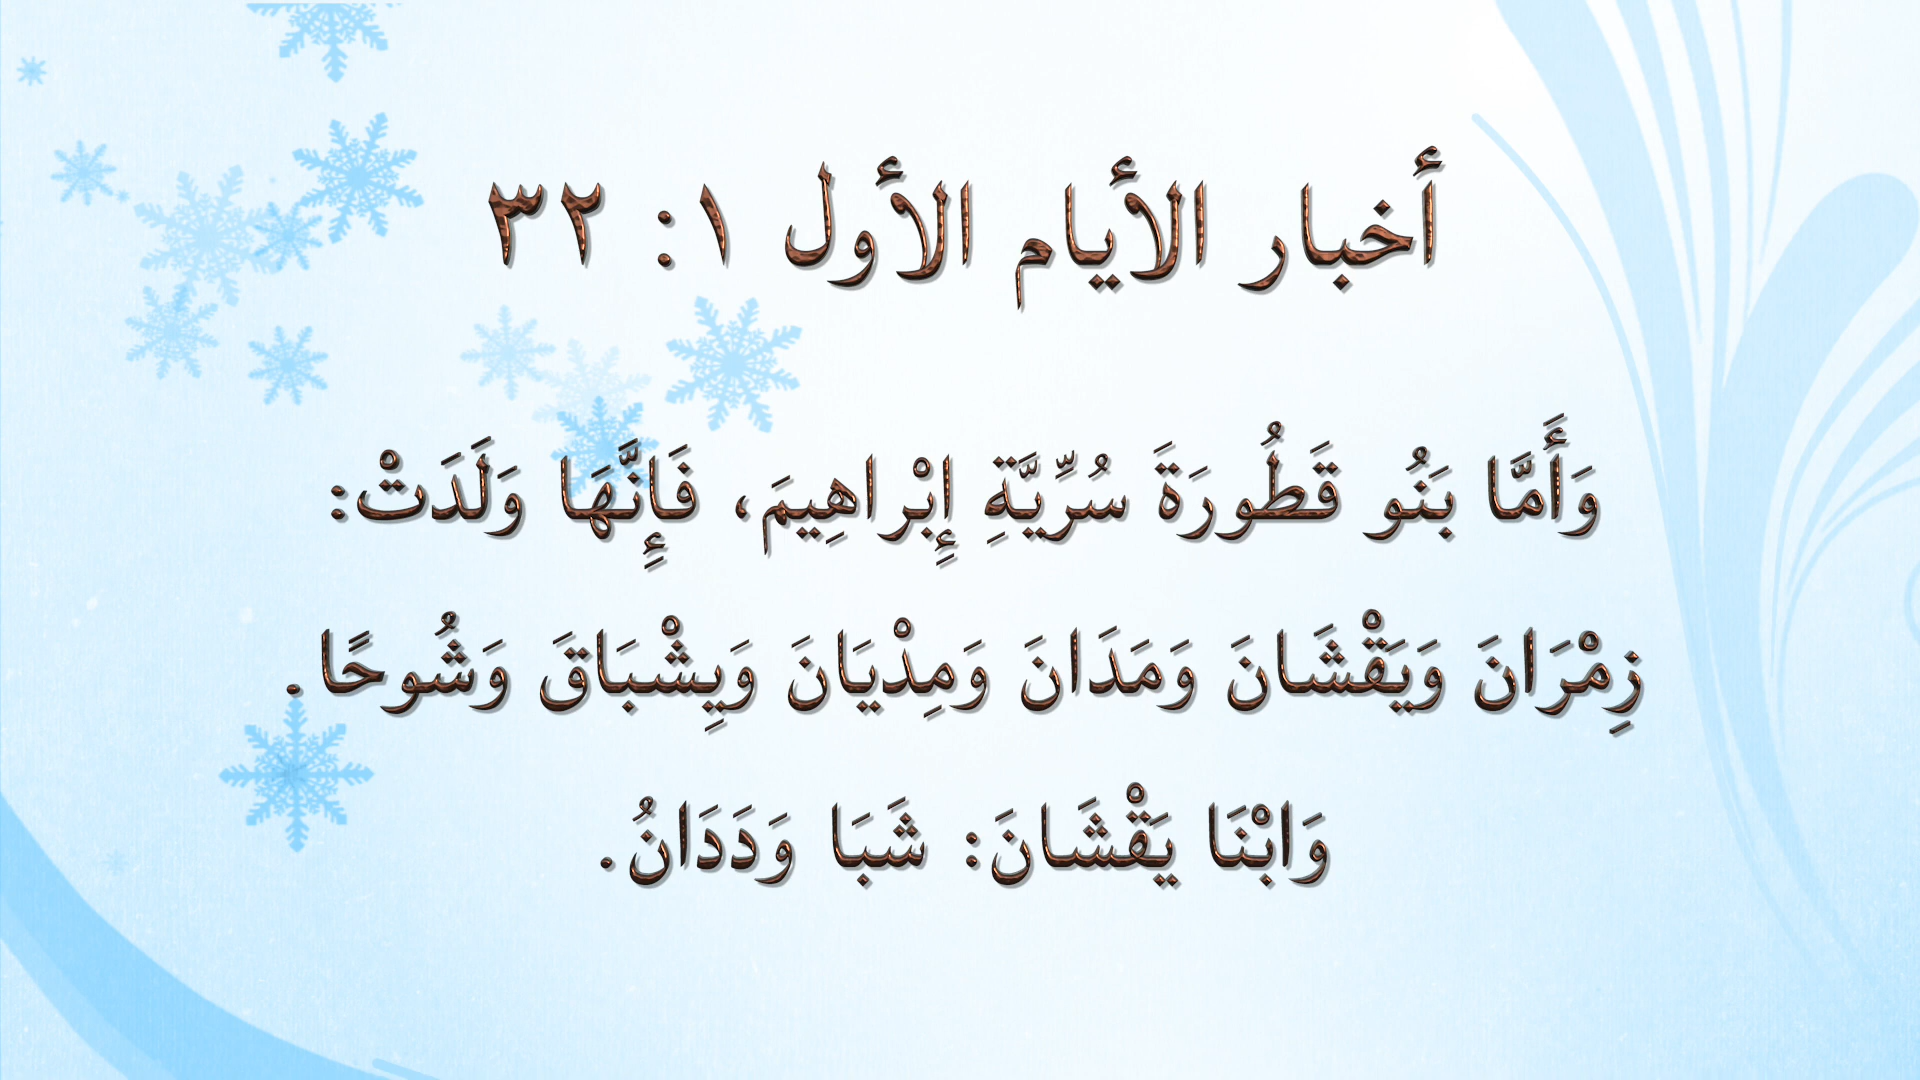 أخبار الأيام الأول ١: ٣٢
وَأَمَّا بَنُو قَطُورَةَ سُرِّيَّةِ إِبْراهِيمَ، فَإِنَّهَا وَلَدَتْ:
زِمْرَانَ وَيَقْشَانَ وَمَدَانَ وَمِدْيَانَ وَيِشْبَاقَ وَشُوحًا.
وَابْنَا يَقْشَانَ: شَبَا وَدَدَانُ.